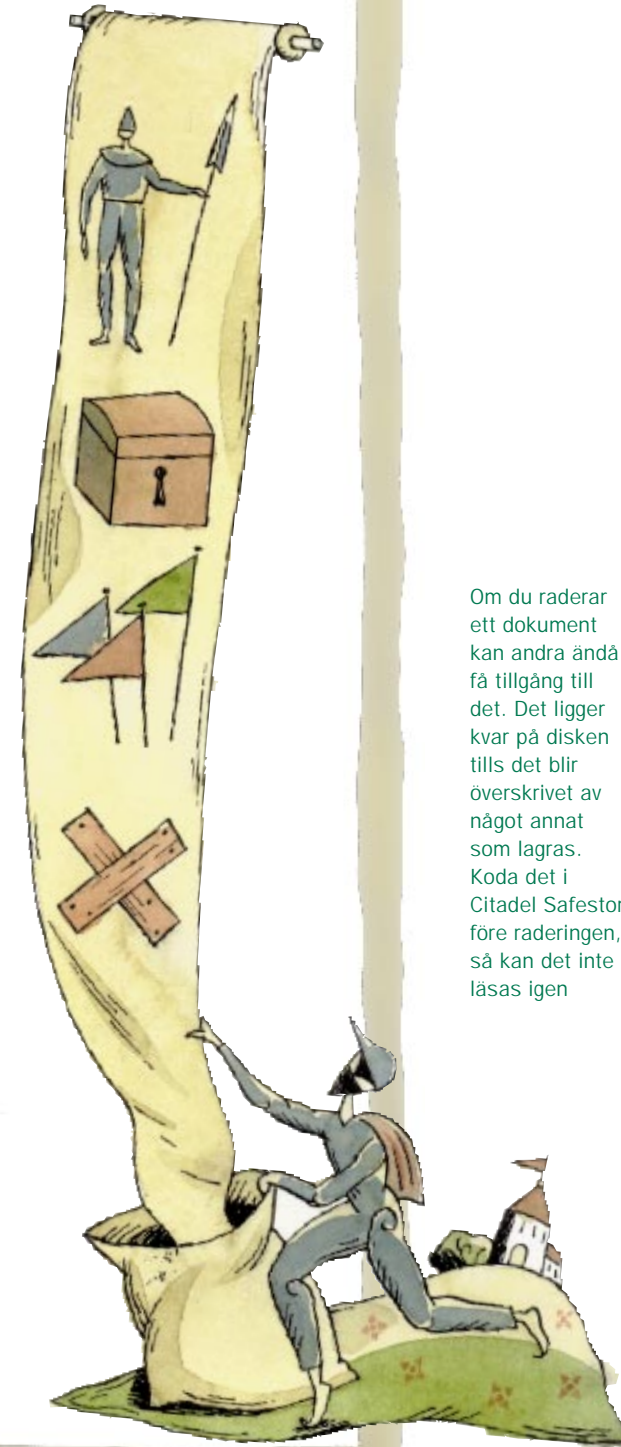 Om du raderar
ett dokument
kan andra ändå
få tillgång till
det. Det ligger
kvar på disken
tills det blir
överskrivet av
något annat
som lagras.
Koda det i
Citadel Safestor
före raderingen,
så kan det inte
läsas igen